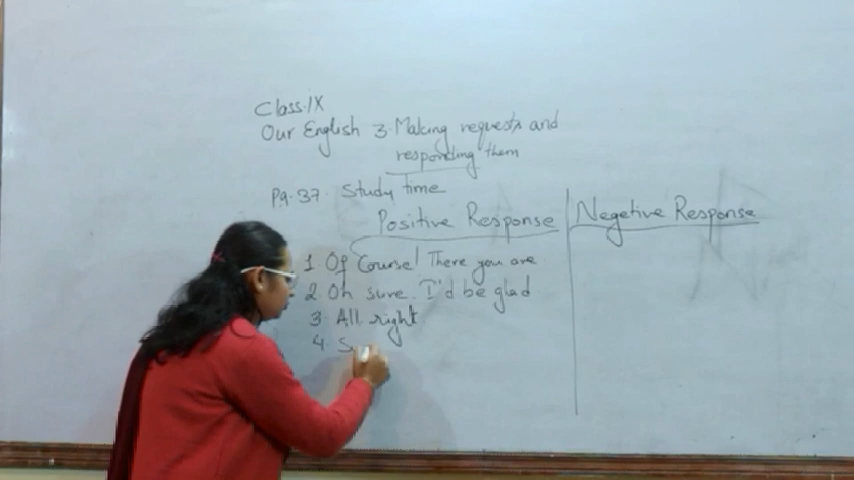 Class.IX
Our English 3. Making requests and
responding them
Pg.37. Study time
Positive Response Negetive Response
1 Of Course! There you are
2 Oh sure. I'd be glad
3. All right
4 S